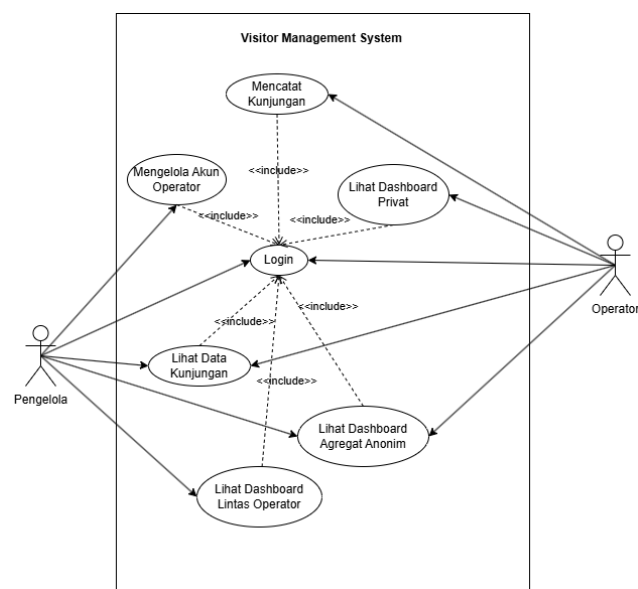 Visitor Management System
Mencatat
Kunjungan
<<include>>
Mengelola Akun
Operator
Lihat Dashboard
Privat
<<include>>
<<include>>
Login
Operator
<<include>>
<<include>>
Lihat Data
Kunjungan
<<include>>
Pengelola
Lihat Dashboard
Agregat Anonim
Lihat Dashboard
Lintas Operator